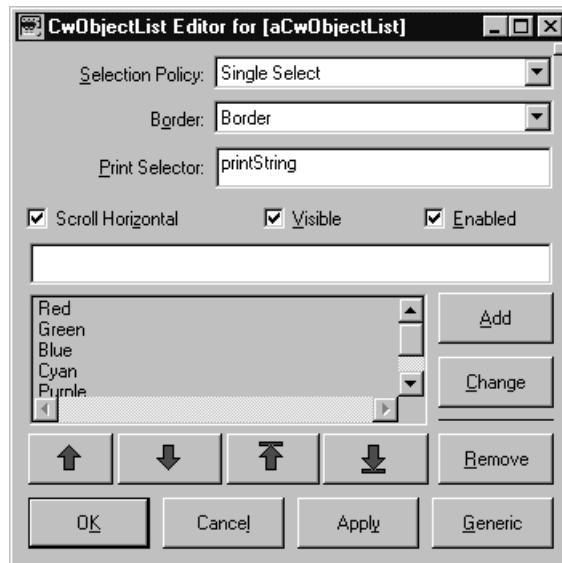 CwObjectList Editor for [aCwObjectList]
Selection Policy: Single Select
Border: Border
Print Selector: printString
Scroll Horizontal Visible Enabled
Red
Green
Blue
Cyan
Purple
Add
Change
Remove
OK Cancel Apply Generic